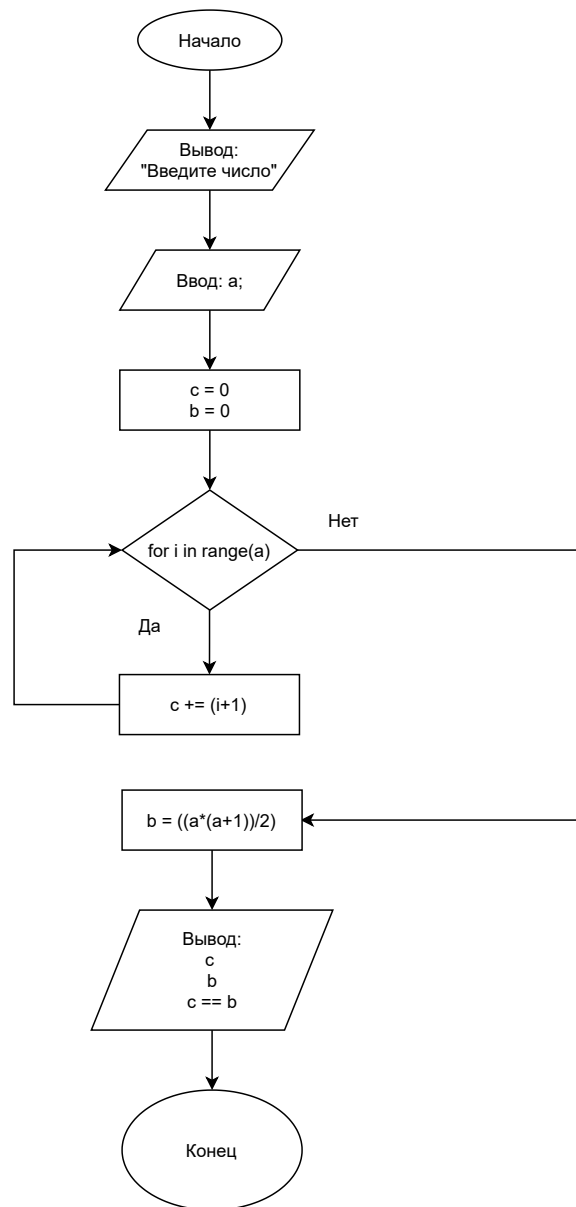 Начало
Вывод:
"Введите число"
Ввод: a;
c = 0
b = 0
for i in range(a)
Нет
Да
c += (i+1)
b = ((a*(a+1))/2)
Вывод:
c
b
c == b
Конец